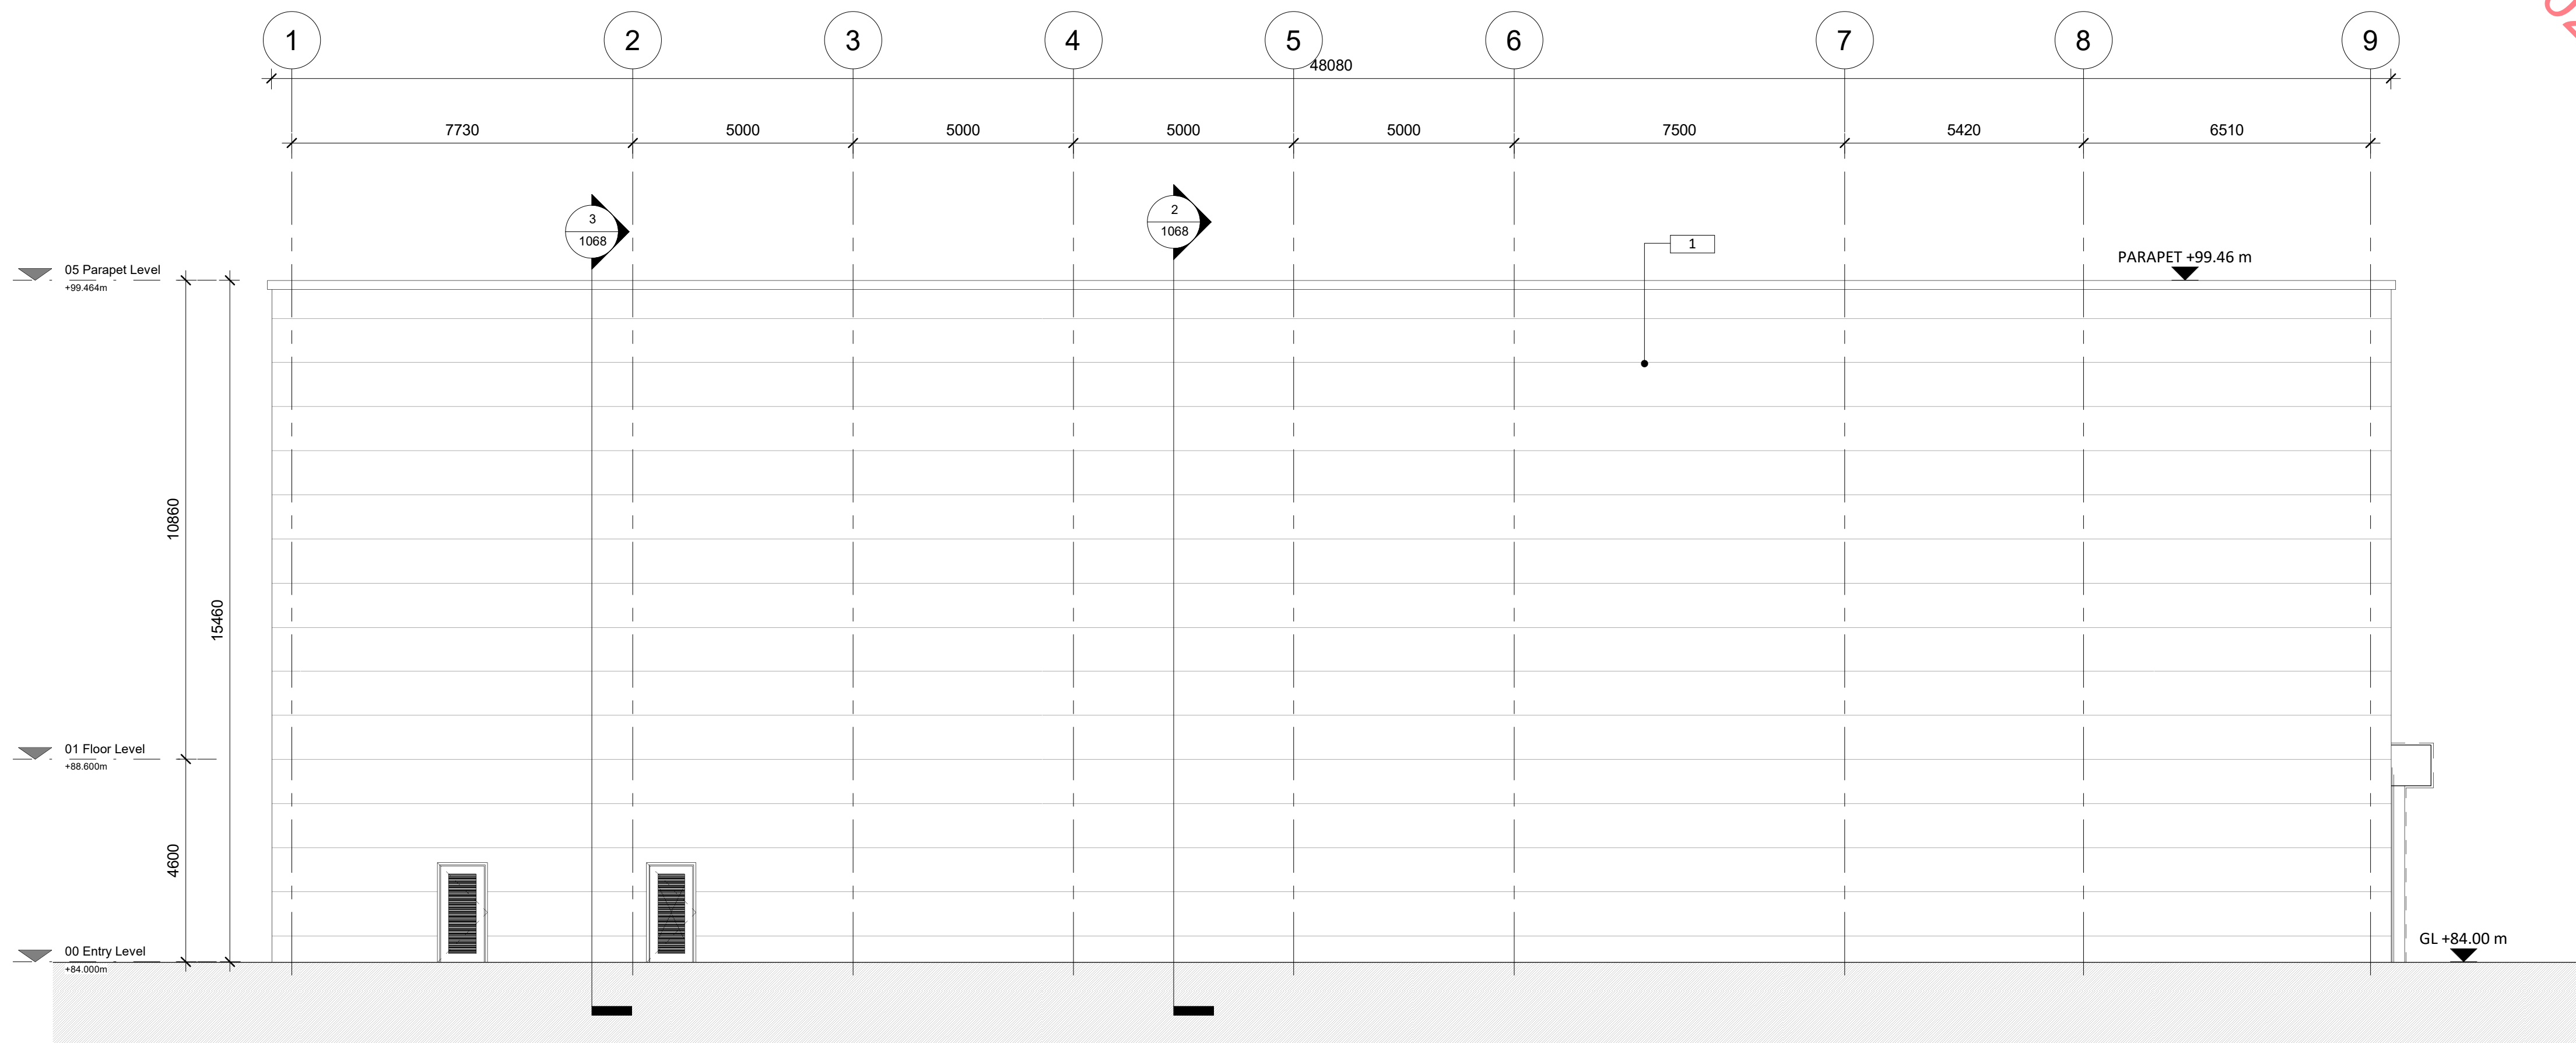 1 2 3 4 5 6 7 8 9
48080
7730 5000 5000 5000 5000 7500 5420 6510
3
1068
2
1068
1
PARAPET +99.46 m
05 Parapet Level
+99.464m
10860
15460
01 Floor Level
+88.600m
4600
GL +84.00 m
00 Entry Level
+84.000m